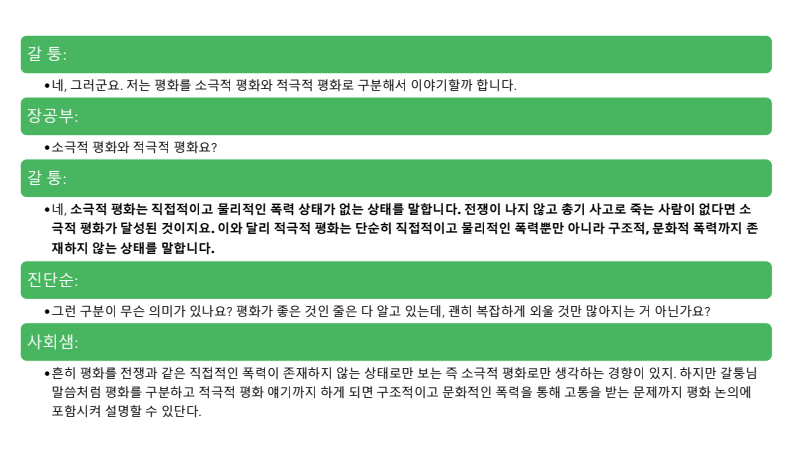 갈 퉁:
•네, 그러군요. 저는 평화를 소극적 평화와 적극적 평화로 구분해서 이야기할까 합니다.
장공부:
•소극적 평화와 적극적 평화요?
갈 퉁:
•네, 소극적 평화는 직접적이고 물리적인 폭력 상태가 없는 상태를 말합니다. 전쟁이 나지 않고 총기 사고로 죽는 사람이 없다면 소
극적 평화가 달성된 것이지요. 이와 달리 적극적 평화는 단순히 직접적이고 물리적인 폭력뿐만 아니라 구조적, 문화적 폭력까지 존
재하지 않는 상태를 말합니다.
진단순:
•그런 구분이 무슨 의미가 있나요? 평화가 좋은 것인 줄은 다 알고 있는데, 괜히 복잡하게 외울 것만 많아지는 거 아닌가요?
사회샘:
•흔히 평화를 전쟁과 같은 직접적인 폭력이 존재하지 않는 상태로만 보는 즉 소극적 평화로만 생각하는 경향이 있지. 하지만 갈퉁님
말씀처럼 평화를 구분하고 적극적 평화 얘기까지 하게 되면 구조적이고 문화적인 폭력을 통해 고통을 받는 문제까지 평화 논의에
포함시켜 설명할 수 있단다.